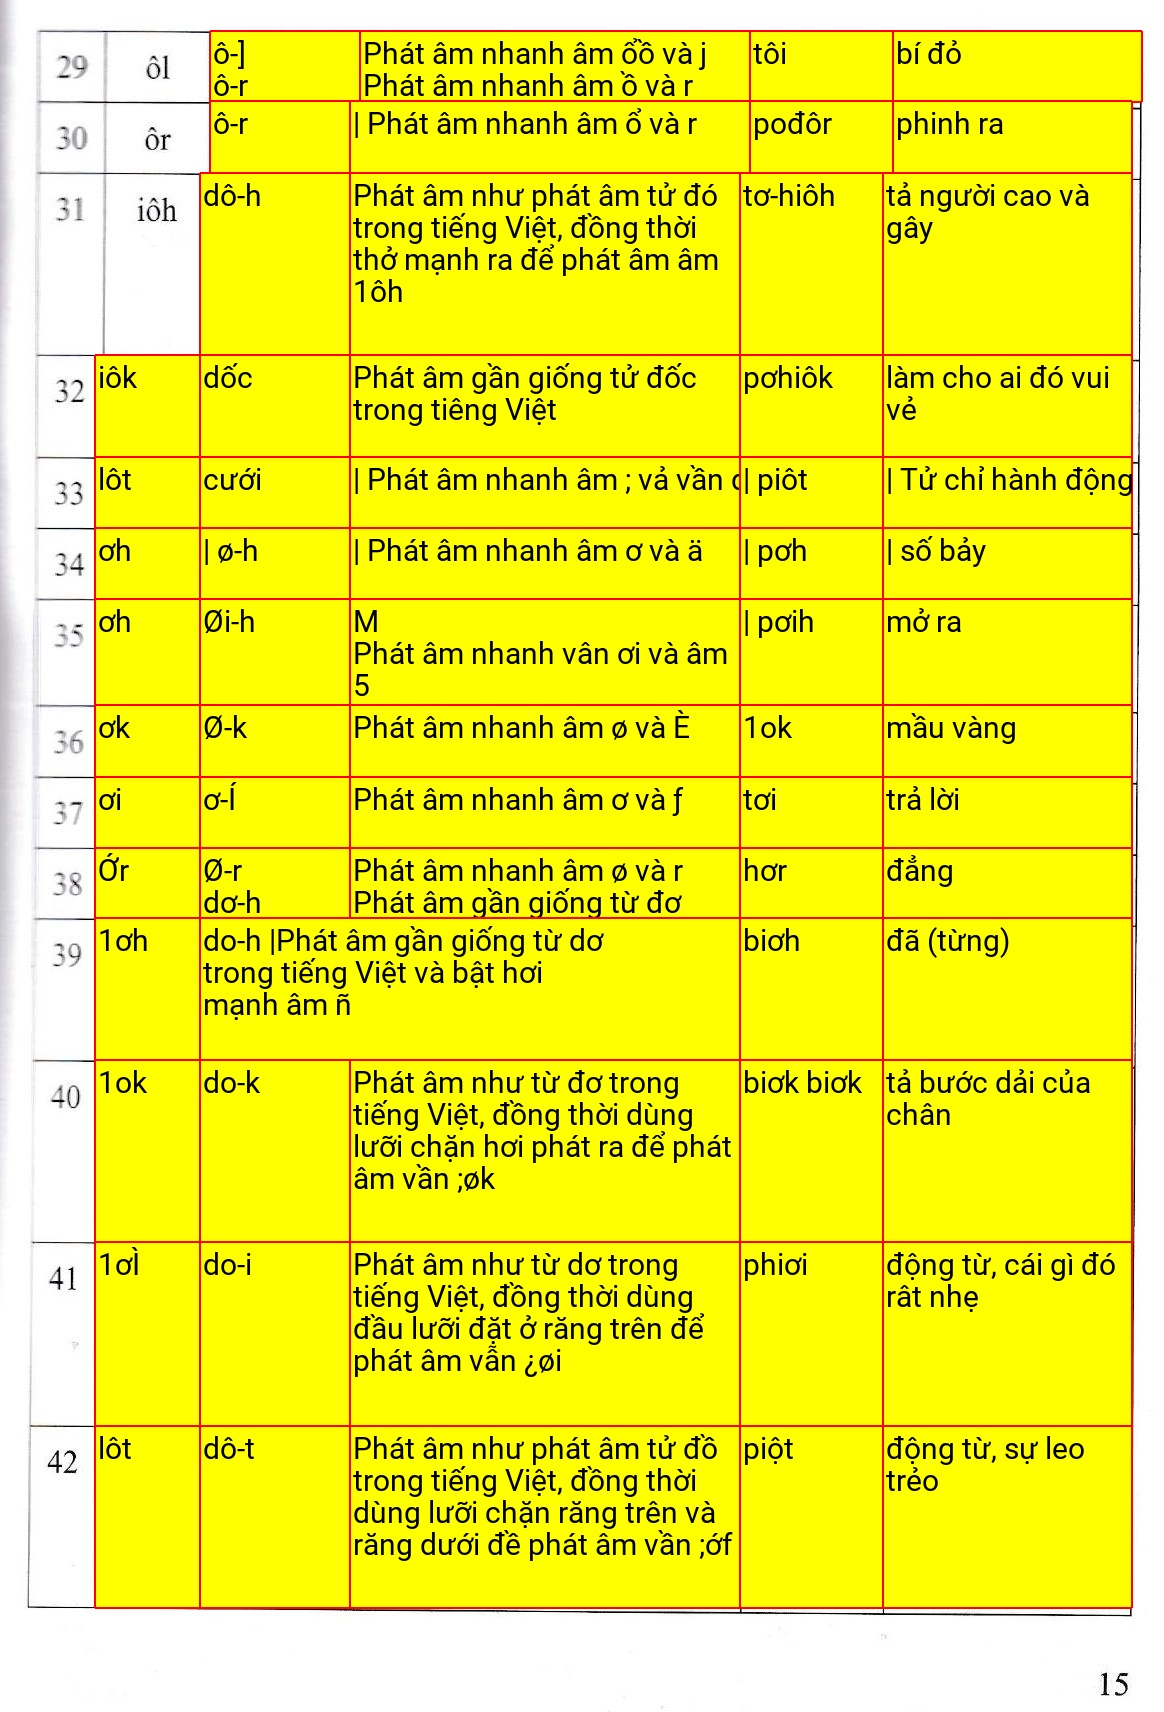 29 ôl ô-] Phát âm nhanh âm ổồ và j tôi bí đỏ
ô-r Phát âm nhanh âm ồ và r
30 ôr ô-r | Phát âm nhanh âm ổ và r pođôr phinh ra
31 iôh dô-h Phát âm như phát âm tử đó tơ-hiôh tả người cao và
trong tiếng Việt, đồng thời gây
thở mạnh ra để phát âm âm
1ôh
32 iôk dốc Phát âm gần giống tử đốc pơhiôk làm cho ai đó vui
trong tiêng Việt vẻ
33 lôt cưới | Phát âm nhanh âm ; vả vần | piôt | Tử chỉ hành động
34 ơh | ø-h | Phát âm nhanh âm ơ và ä | pơh | số bảy
35 ơh Øi-h M | pơih mở ra
Phát âm nhanh vân ơi và âm
5
36 ơk Ø-k Phát âm nhanh âm ø và È 1ok mầu vàng
37 ơi ơ-Í Phát âm nhanh âm ơ và ƒ tơi trả lời
38 Ớr Ø-r Phát âm nhanh âm ø và r hơr đẳng
dơ-h Phát âm gần giống từ đơ
39 1ơh do-h |Phát âm gần giống từ dơ biơh đã (từng)
trong tiếng Việt và bật hơi
mạnh âm ñ
40 1ok do-k Phát âm như từ đơ trong biơk biơk tả bước dải của
tiếng Việt, đồng thời dùng chân
lưỡi chặn hơi phát ra để phát
âm vần ;øk
41 1ơÌ do-i Phát âm như từ dơ trong phiơi động từ, cái gì đó
tiếng Việt, đồng thời dùng rât nhẹ
đầu lưỡi đặt ở răng trên để
phát âm vẫn ¿øi
42 lôt dô-t Phát âm như phát âm tử đồ piột động từ, sự leo
trong tiếng Việt, đồng thời trẻo
dùng lưỡi chặn răng trên và
răng dưới đề phát âm vần ;ớf
15